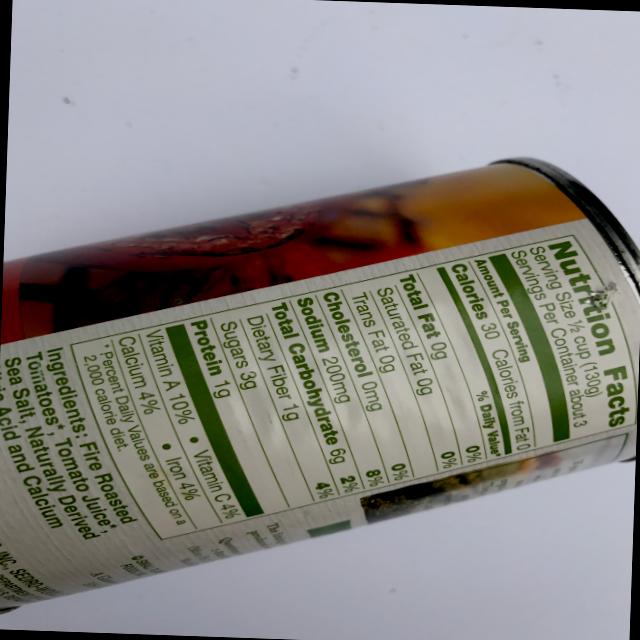 Nutrition Facts
Serving Size ½ cup (130g)
Servings Per Container about 3
Amount Per Serving
Calories 30 Calories from Fat
% Daily Value*
Total Fat 0g 0%
Saturated Fat 0g 0%
Trans Fat 0g
Cholesterol 0mg 0%
Sodium 200mg 8%
Total Carbohydrate 6g 2%
Dietary Fiber 1g 4%
Sugars 3g
Protein 1g
Vitamin A 10% • Vitamin C
Calcium 4% • Iron 4%
Percent Daily Values are based on a
2,000 calorie diet.
Ingredients: Fire Roasted
Tomatoes, Tomato Juice,
Sea Salt, Naturally Derived
Acid and Calcium